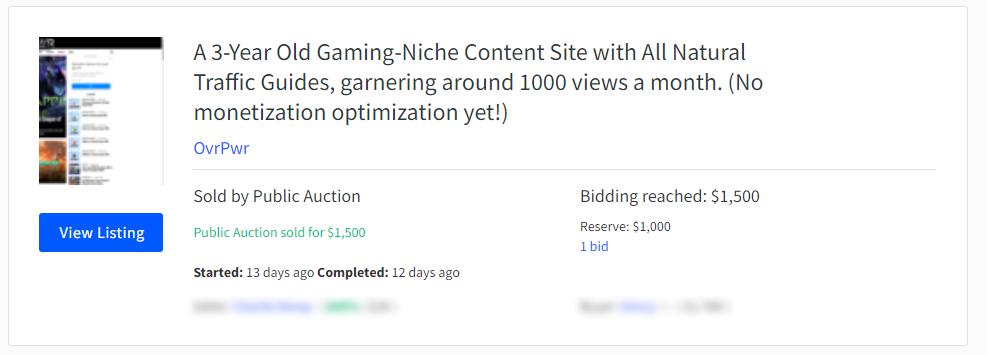 A 3-Year Old Gaming-Niche Content Site with All Natural
Traffic Guides, garnering around 1000 views a month. (No
monetization optimization yet!)
OvrPwr
Sold by Public Auction
Bidding reached: $1,500
Public Auction sold for $1,500
Reserve: $1,000
1 bid
View Listing
Started: 13 days ago Completed: 12 days ago